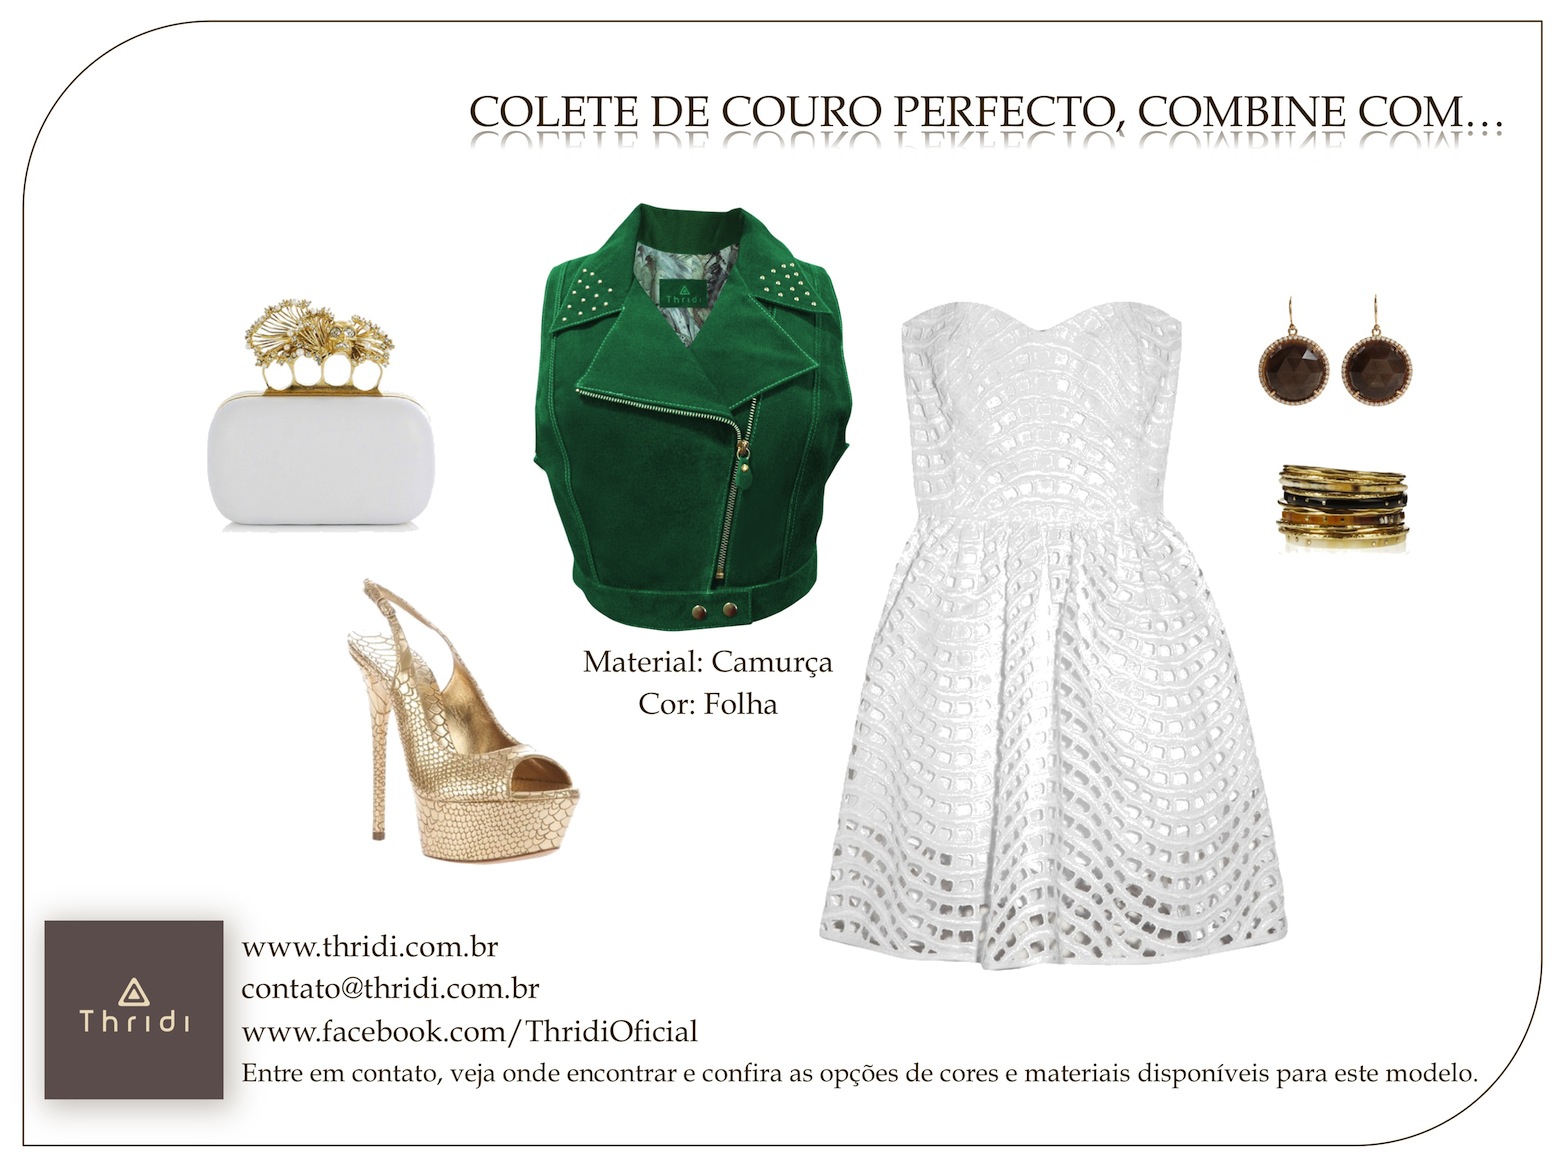 COLETE DE COURO PERFECTO, COMBINE COM...
Thridi
Material: Camurça
Cor: Folha
Thridi
www.thridi.com.br
contato@thridi.com.br
www.facebook.com/ThridiOficial
Entre em contato, veja onde encontrar e confira as opções de cores e materiais disponíveis para este modelo.